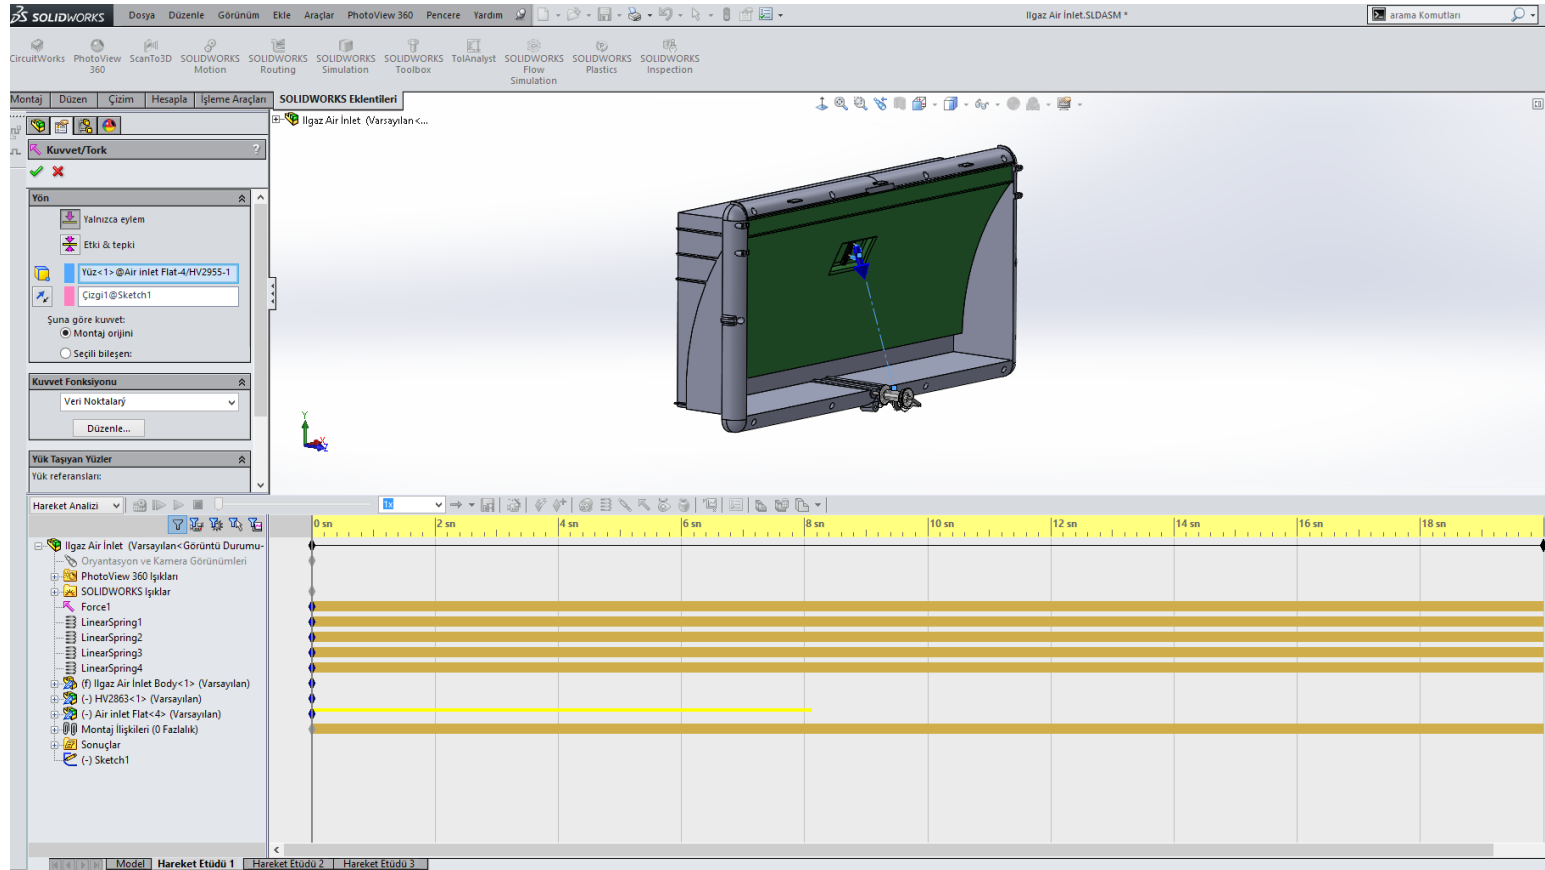 SOLIDWORKS Dosya Düzenle Görünüm Ekle Araçlar PhotoView 360 Pencere Yardım Ilgaz Air İnlet.SLDASM * arama Komutları
CircuitWorks PhotoView 360 ScanTo3D SOLIDWORKS Motion SOLIDWORKS Routing SOLIDWORKS Simulation SOLIDWORKS Toolbox TolAnalyst SOLIDWORKS Flow Simulation SOLIDWORKS Plastics SOLIDWORKS Inspection
Montaj Düzen Çizim Hesapla İşleme Araçları SOLIDWORKS Eklentileri
Ilgaz Air İnlet (Varsayılan<...
Kuvvet/Tork ?
Yön
Yalnızca eylem
Etki & tepki
Yüz<1>@Air inlet Flat-4/HV2955-1
Çizgi1@Sketch1
Şuna göre kuvvet:
Montaj orijini
Seçili bileşen:
Kuvvet Fonksiyonu
Veri Noktalarý
Düzenle...
Yük Taşıyan Yüzler
Yük referansları:
Y
X
Z
Hareket Analizi 1x
0 sn 2 sn 4 sn 6 sn 8 sn 10 sn 12 sn 14 sn 16 sn 18 sn
Ilgaz Air İnlet (Varsayılan<Görüntü Durumu-
Oryantasyon ve Kamera Görünümleri
PhotoView 360 Işıkları
SOLIDWORKS Işıklar
Force1
LinearSpring1
LinearSpring2
LinearSpring3
LinearSpring4
(f) Ilgaz Air İnlet Body<1> (Varsayılan)
(-) HV2863<1> (Varsayılan)
(-) Air inlet Flat<4> (Varsayılan)
Montaj İlişkileri (0 Fazlalık)
Sonuçlar
(-) Sketch1
Model Hareket Etüdü 1 Hareket Etüdü 2 Hareket Etüdü 3